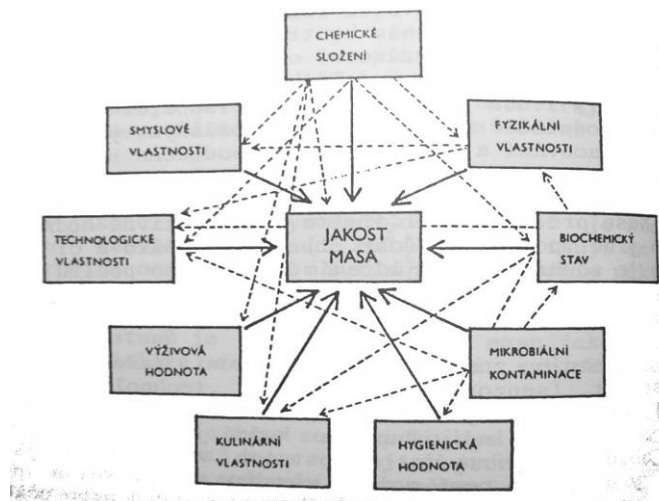 CHEMICKÉ
SLOŽENÍ
SMYSLOVÉ
VLASTNOSTI
FYZIKÁLNÍ
VLASTNOSTI
TECHNOLOGICKÉ
VLASTNOSTI
JAKOST
MASA
BIOCHEMICKÝ
STAV
VÝŽIVOVÁ
HODNOTA
MIKROBIÁLNÍ
KONTAMINACE
KULINÁRNÍ
VLASTNOSTI
HYGIENICKÁ
HODNOTA